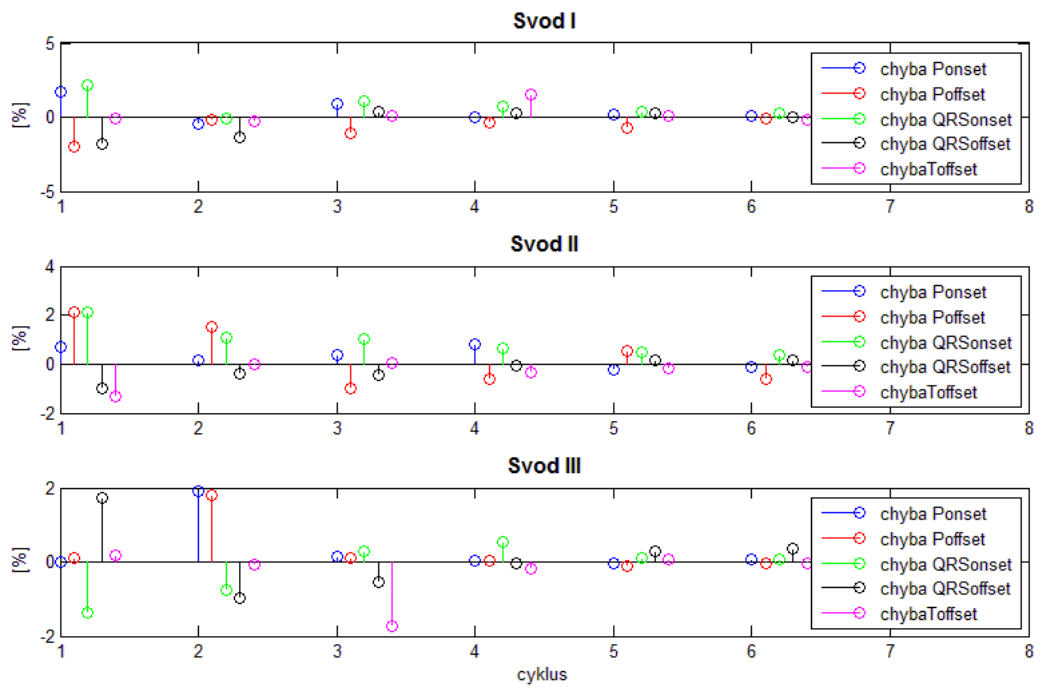 Svod I
5
0
-5
[%]
1 2 3 4 5 6 7 8
chyba Ponset
chyba Poffset
chyba QRSonset
chyba QRSoffset
chybaToffset
Svod II
4
2
0
-2
[%]
1 2 3 4 5 6 7 8
chyba Ponset
chyba Poffset
chyba QRSonset
chyba QRSoffset
chybaToffset
Svod III
2
0
-2
[%]
1 2 3 4 5 6 7 8
chyba Ponset
chyba Poffset
chyba QRSonset
chyba QRSoffset
chybaToffset
cyklus